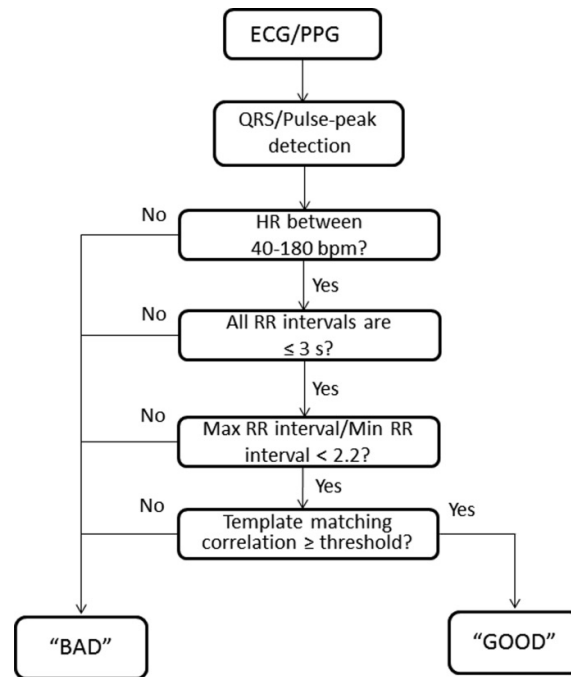 ECG/PPG
QRS/Pulse-peak
detection
No
HR between
40-180 bpm?
Yes
No
All RR intervals are
≤ 3 s?
Yes
No
Max RR interval/Min RR
interval < 2.2?
Yes
No
Template matching
correlation ≥ threshold?
Yes
“BAD”
“GOOD”